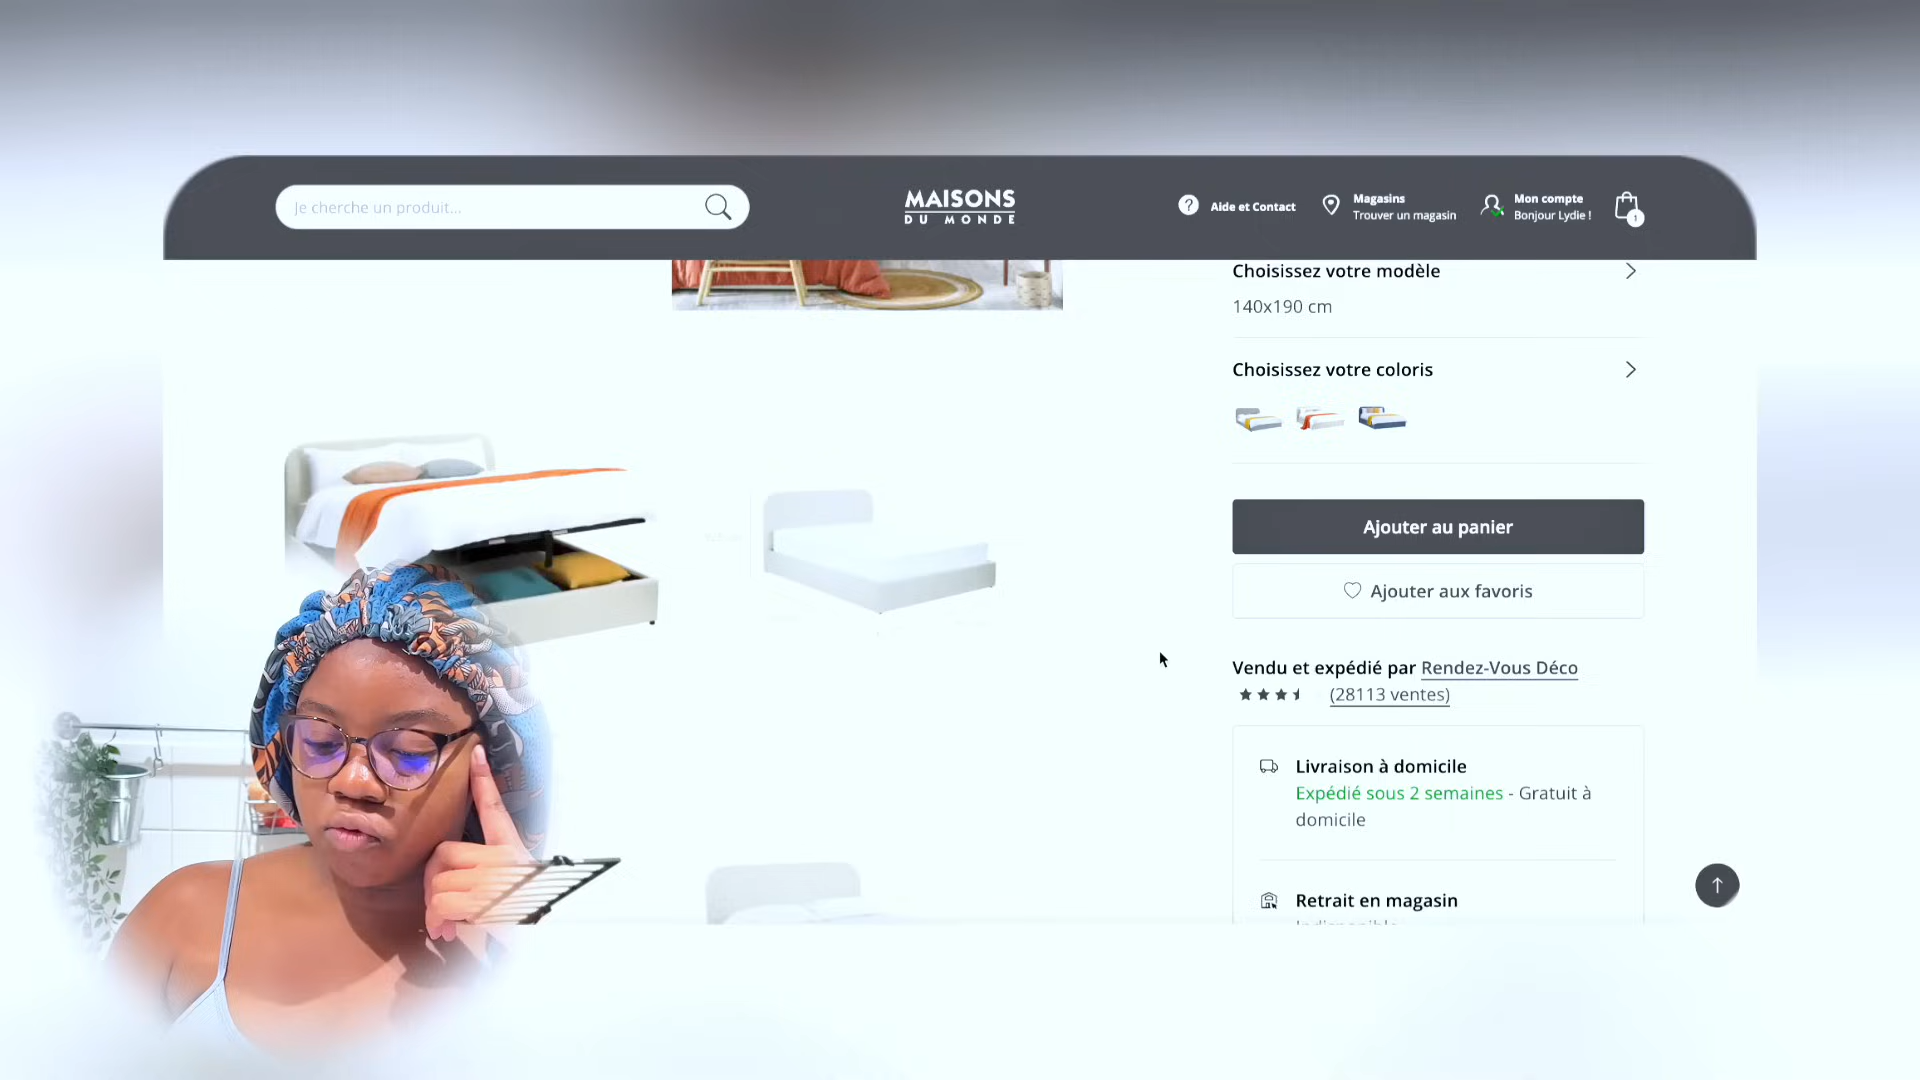 Je cherche un produit...
MAISONS
DU MONDE
Aide et Contact
Magasins
Trouver un magasin
Mon compte
Bonjour Lydie !
1
Choisissez votre modèle
140x190 cm
Choisissez votre coloris
Ajouter au panier
Ajouter aux favoris
Vendu et expédié par Rendez-Vous Déco
(28113 ventes)
Livraison à domicile
Expédié sous 2 semaines - Gratuit à
domicile
Retrait en magasin